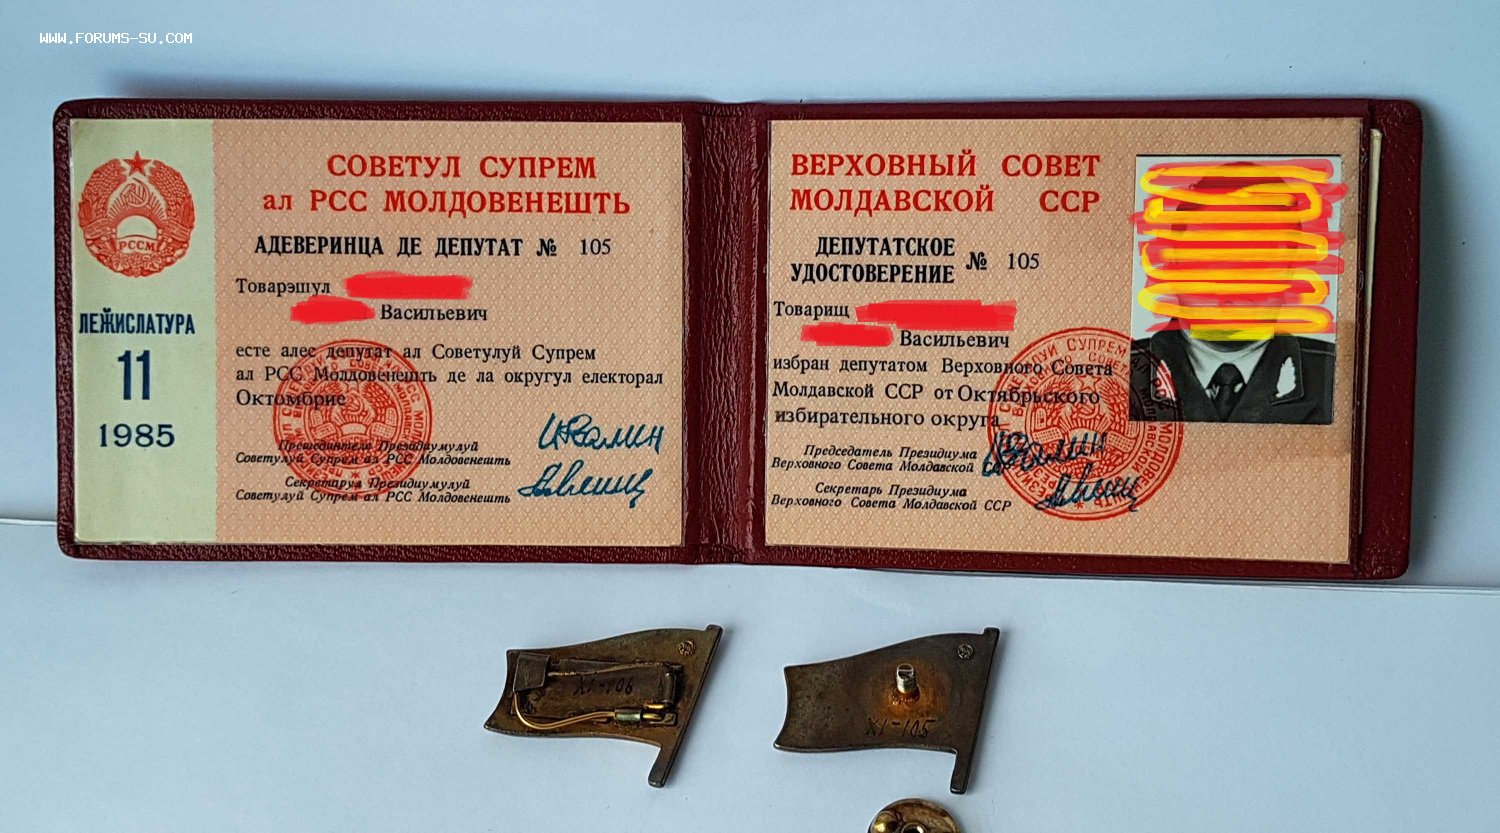 WWW.FORUMS-SU.COM
РССМ
ЛЕЖИСЛАТУРА
11
1985
СОВЕТУЛ СУПРЕМ
ал РСС МОЛДОВЕНЕШТЬ
АДЕВЕРИНЦА ДЕ ДЕПУТАТ № 105
Товарэшул
Васильевич
есте алес депутат ал Советулуй Супрем
ал РСС Молдовенешть де ла округул електорал
Октомбрие
Прешединтеле Президиумулуй
Советулуй Супрем ал РСС Молдовенешть
Секретарул Президиумулуй
Советулуй Супрем ал РСС Молдовенешть
ВЕРХОВНЫЙ СОВЕТ
МОЛДАВСКОЙ ССР
ДЕПУТАТСКОЕ
УДОСТОВЕРЕНИЕ № 105
Товарищ
Васильевич
избран депутатом Верховного Совета
Молдавской ССР от Октябрьского
избирательного округа
Председатель Президиума
Верховного Совета Молдавской
Секретарь Президиума
Верховного Совета Молдавской ССР
XI-106
XI-105